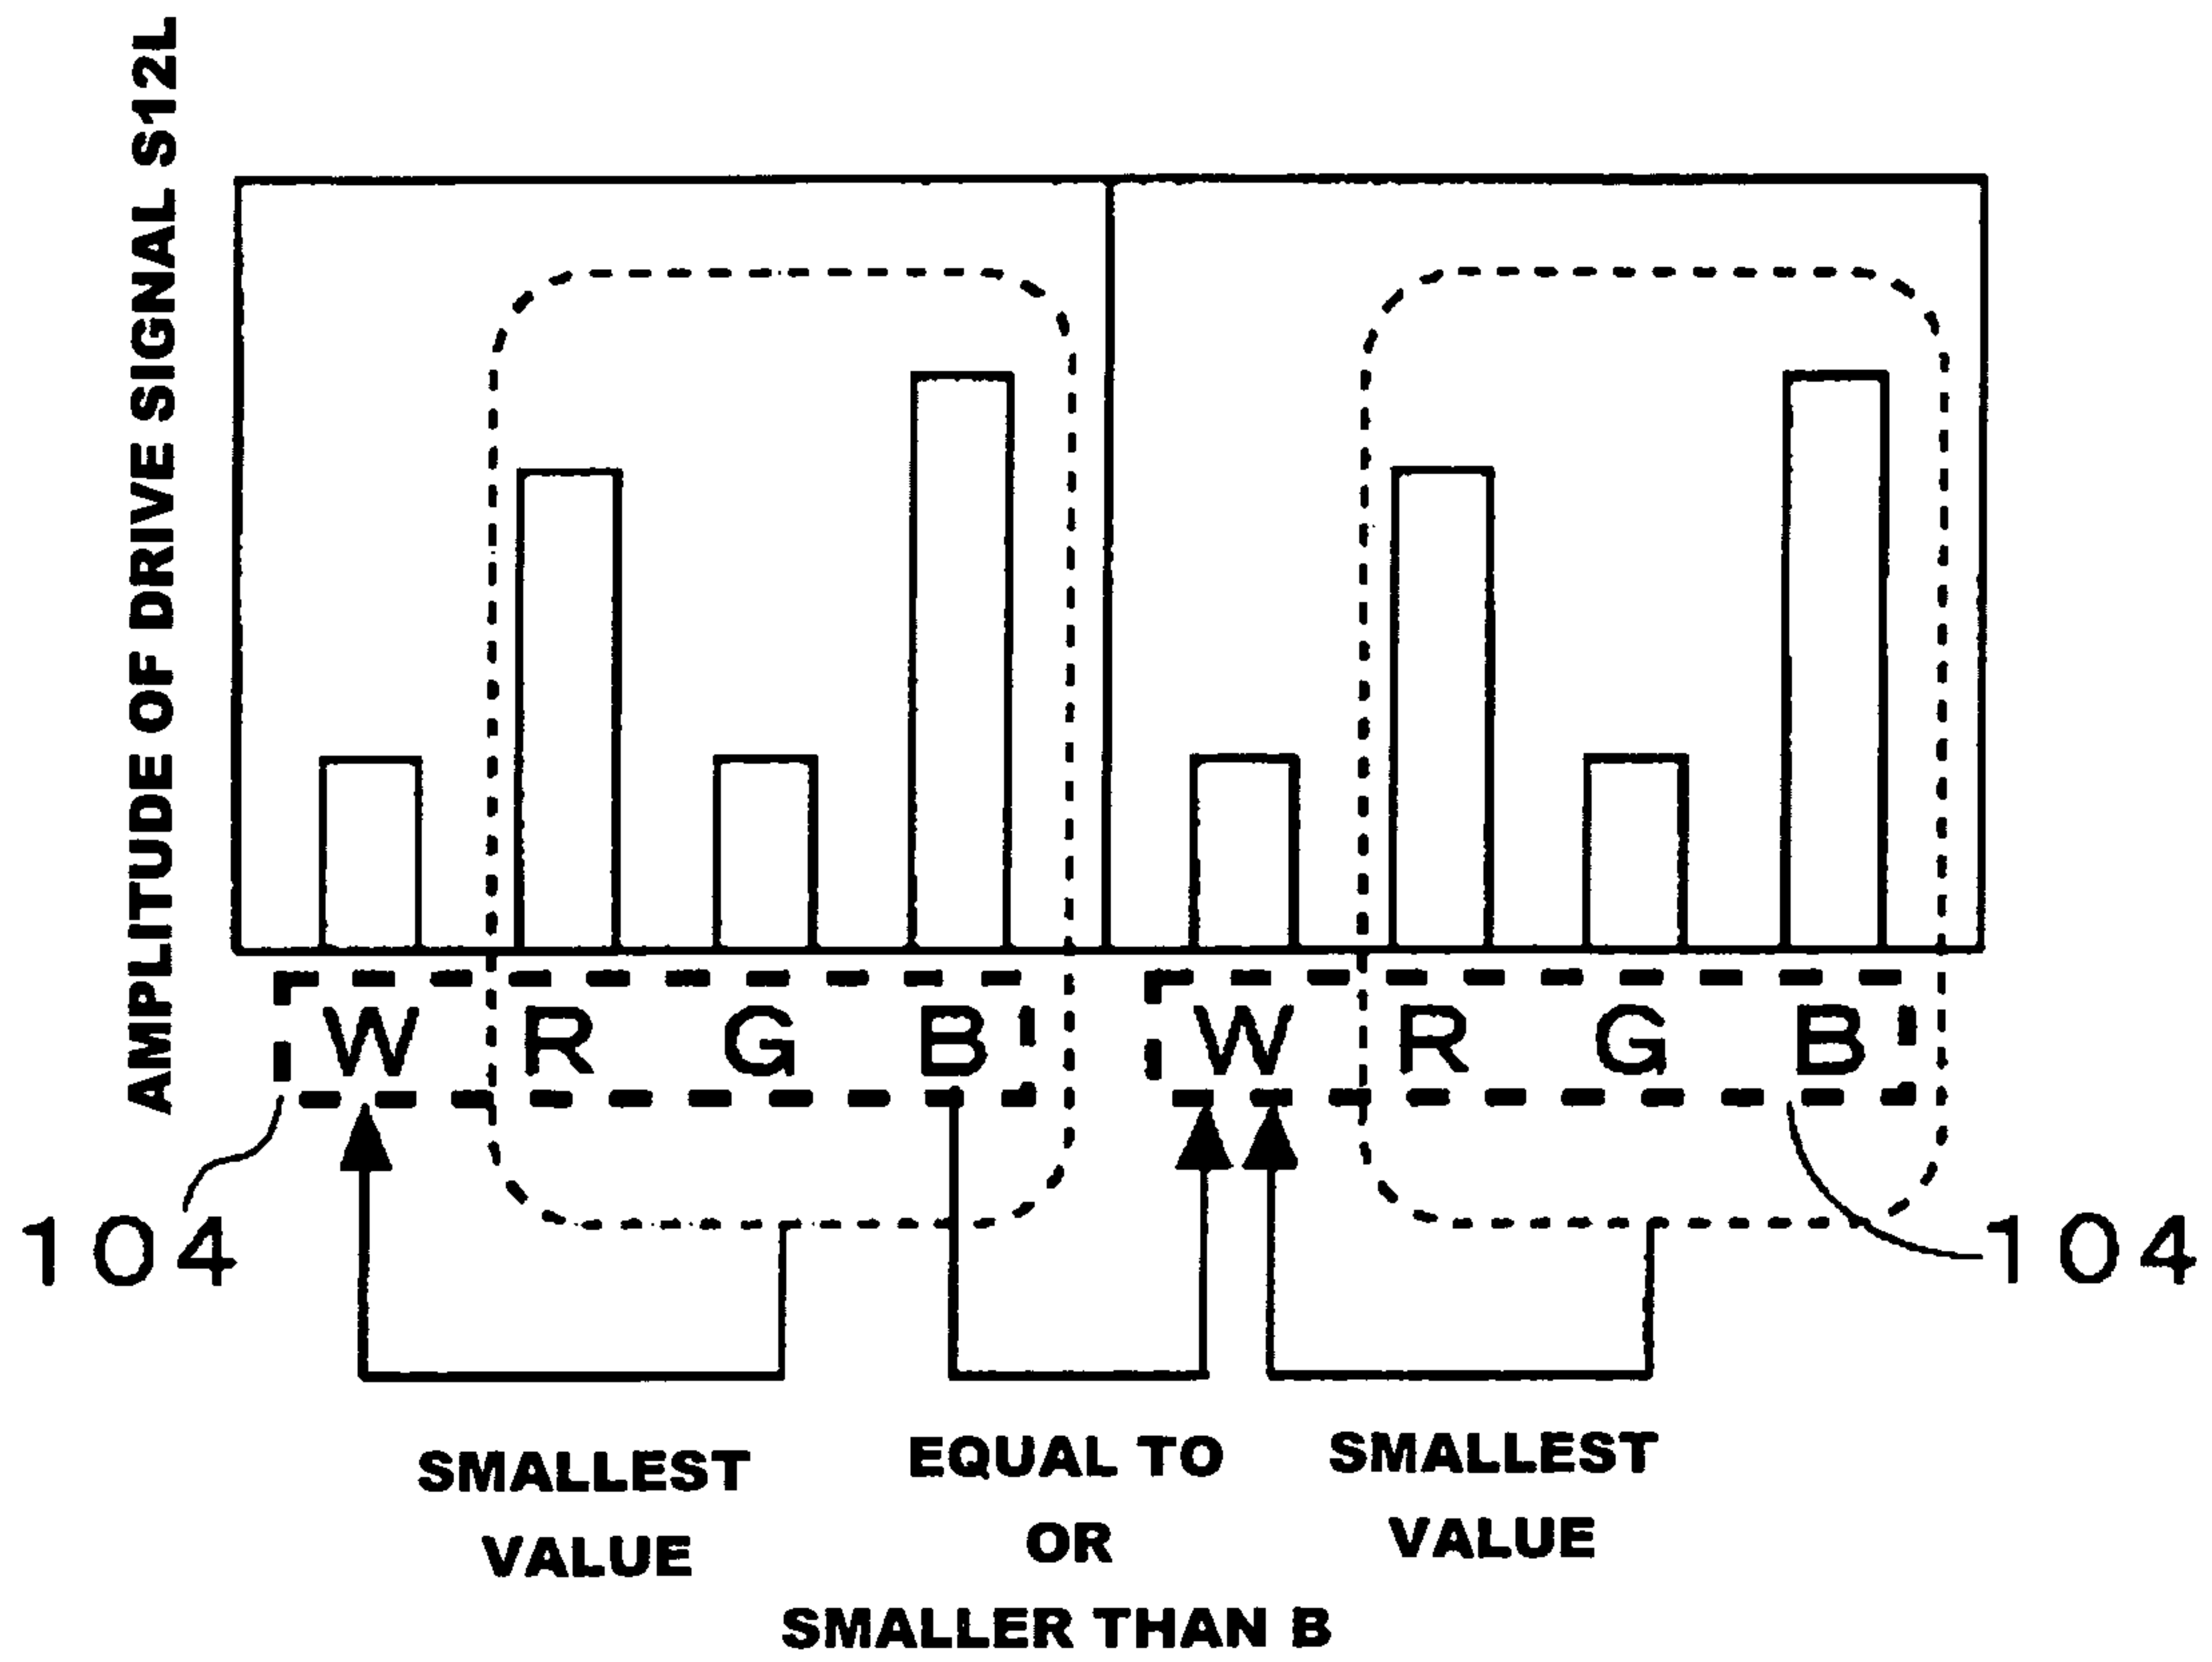 AMPLITUDE OF DRIVE SIGNAL S12L
W R G B W R G B
104 104
SMALLEST VALUE
EQUAL TO OR SMALLER THAN B
SMALLEST VALUE